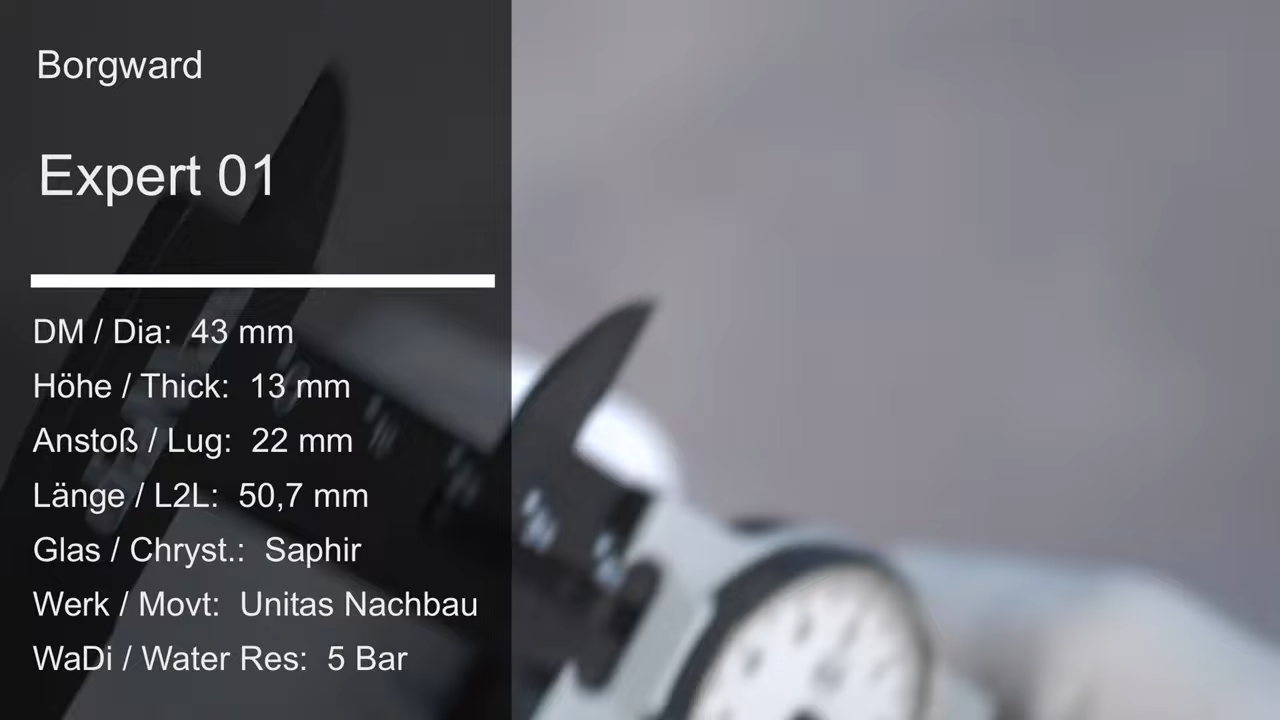 Borgward
Expert 01
DM / Dia: 43 mm
Höhe / Thick: 13 mm
Anstoß / Lug: 22 mm
Länge / L2L: 50,7 mm
Glas / Chryst.: Saphir
Werk / Movt: Unitas Nachbau
WaDi / Water Res: 5 Bar